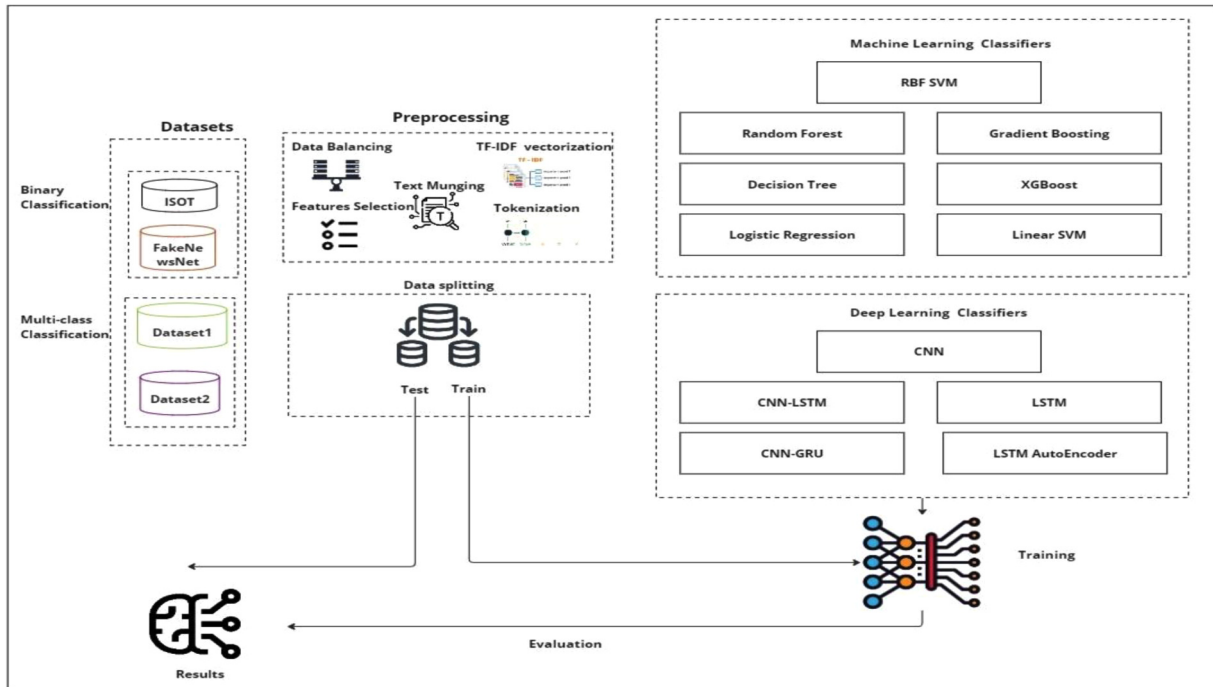 Datasets
Binary
Classification
ISOT
FakeNe
wsNet
Multi-class
Classification
Dataset1
Dataset2
Preprocessing
Data Balancing
TF-IDF vectorization
TF - IDF
Text Munging
T
Features Selection
Tokenization
Data splitting
Test
Train
Machine Learning Classifiers
RBF SVM
Random Forest
Gradient Boosting
Decision Tree
XGBoost
Logistic Regression
Linear SVM
Deep Learning Classifiers
CNN
CNN-LSTM
LSTM
CNN-GRU
LSTM AutoEncoder
Training
Evaluation
Results